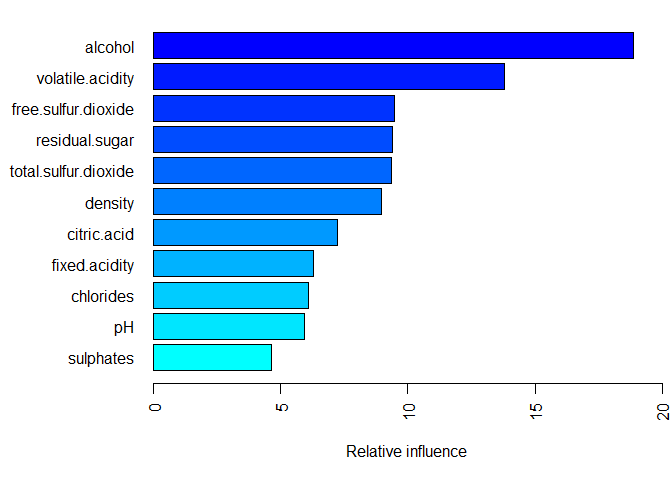 alcohol
volatile.acidity
free.sulfur.dioxide
residual.sugar
total.sulfur.dioxide
density
citric.acid
fixed.acidity
chlorides
pH
sulphates
0 5 10 15 20
Relative influence